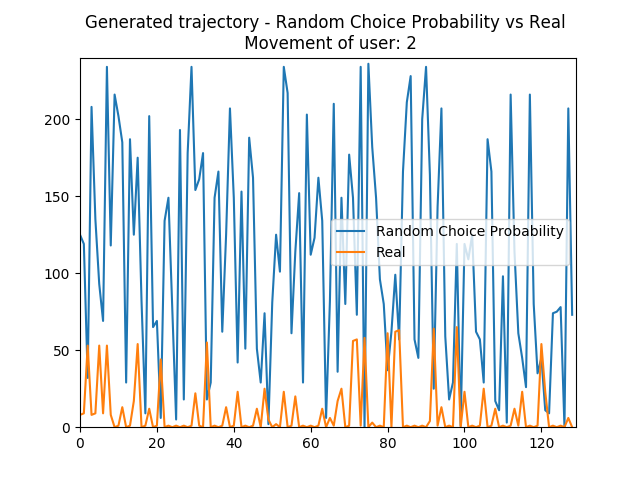 Generated trajectory - Random Choice Probability vs Real
Movement of user: 2
200
150
100
50
0
Random Choice Probability
Real
0 20 40 60 80 100 120